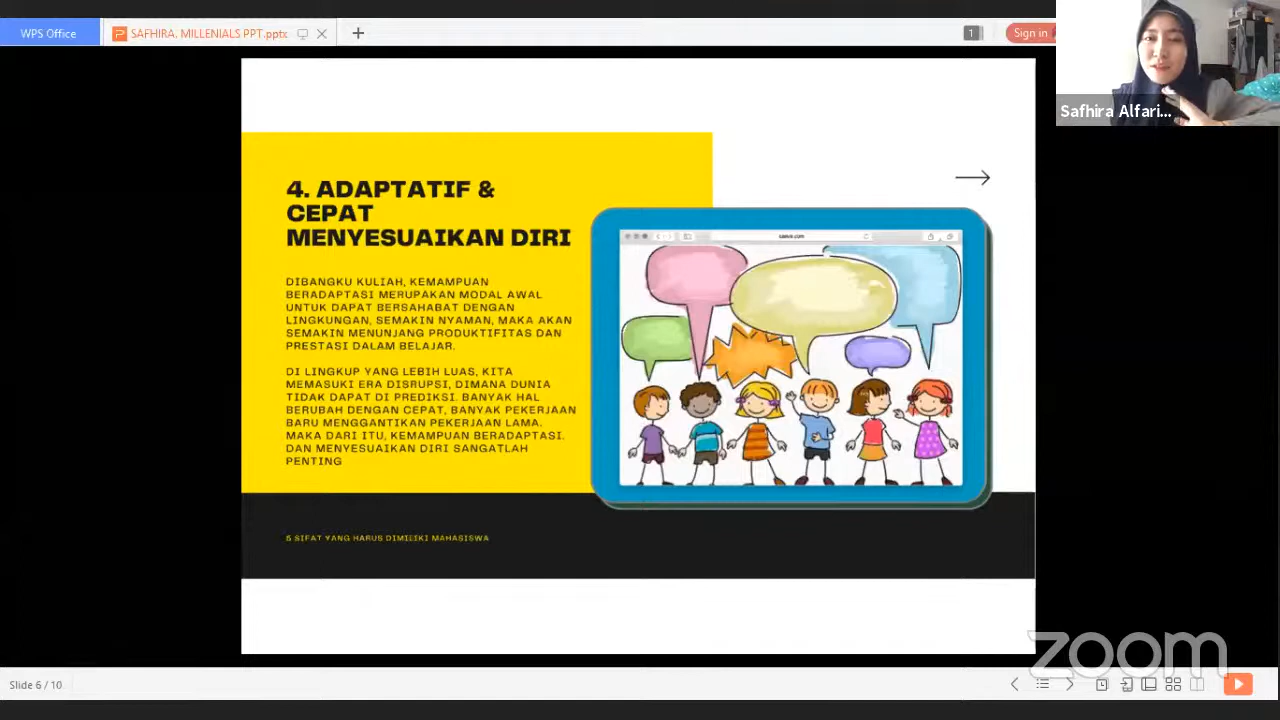 WPS Office
SAFHIRA. MILLENIALS PPT.pptx
1
Sign in
Safhira Alfari...
4. ADAPTATIF &
CEPAT
MENYESUAIKAN DIRI
DIBANGKU KULIAH, KEMAMPUAN
BERADAPTASI MERUPAKAN MODAL AWAL
UNTUK DAPAT BERSAHABAT DENGAN
LINGKUNGAN, SEMAKIN NYAMAN, MAKA AKAN
SEMAKIN MENUNJANG PRODUKTIFITAS DAN
PRESTASI DALAM BELAJAR.
DI LINGKUP YANG LEBIH LUAS, KITA
MEMASUKI ERA DISRUPSI, DIMANA DUNIA
TIDAK DAPAT DI PREDIKSI. BANYAK HAL
BERUBAH DENGAN CEPAT, BANYAK PEKERJAAN
BARU MENGGANTIKAN PEKERJAAN LAMA.
MAKA DARI ITU, KEMAMPUAN BERADAPTASI.
DAN MENYESUAIKAN DIRI SANGATLAH
PENTING
5 SIFAT YANG HARUS DIMILIKI MAHASISWA
zoom
Slide 6 / 10